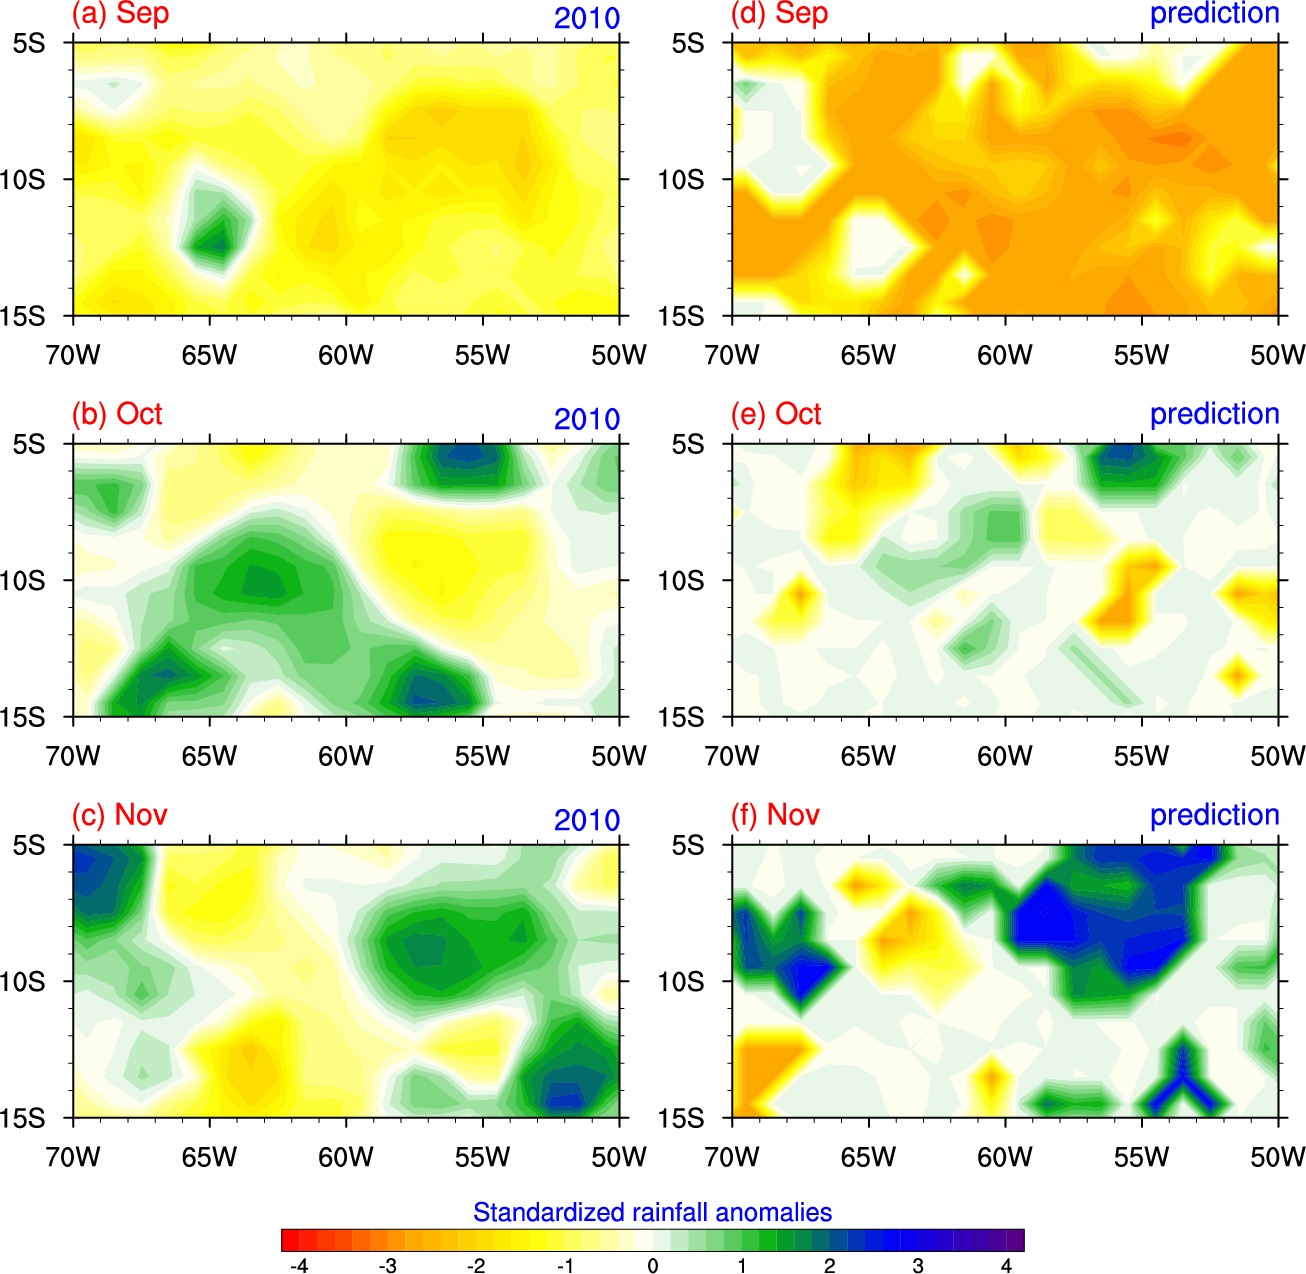 (a) Sep 2010
5S
10S
15S
70W 65W 60W 55W 50W
(d) Sep prediction
5S
10S
15S
70W 65W 60W 55W 50W
(b) Oct 2010
5S
10S
15S
70W 65W 60W 55W 50W
(e) Oct prediction
5S
10S
15S
70W 65W 60W 55W 50W
(c) Nov 2010
5S
10S
15S
70W 65W 60W 55W 50W
(f) Nov prediction
5S
10S
15S
70W 65W 60W 55W 50W
Standardized rainfall anomalies
-4 -3 -2 -1 0 1 2 3 4